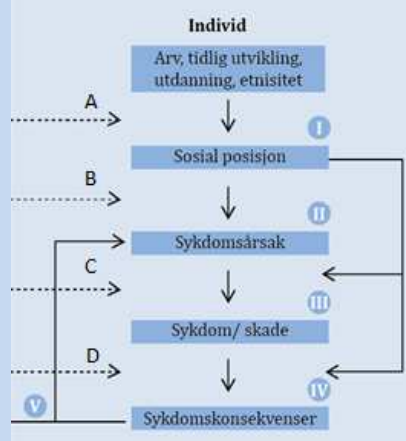 Individ
Arv, tidlig utvikling,
utdanning, etnisitet
A
I
Sosial posisjon
B
II
Sykdomsårsak
C
III
Sykdom/ skade
D
IV
V
Sykdomskonsekvenser